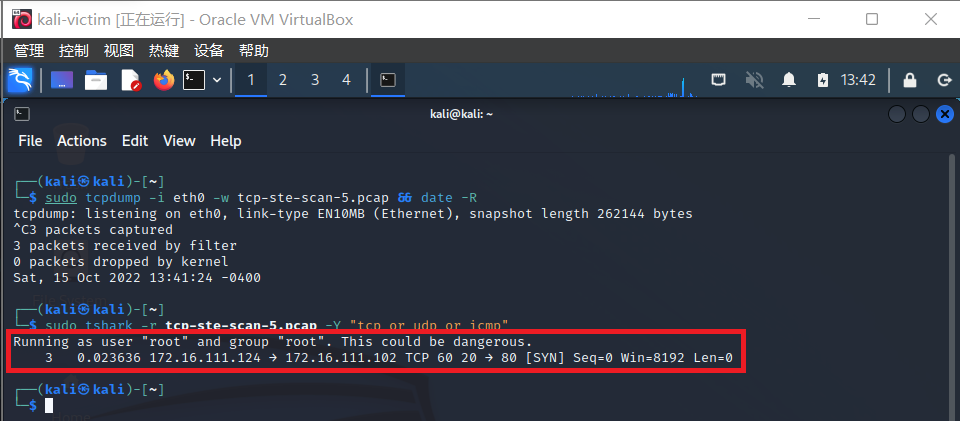 kali-victim [正在运行] - Oracle VM VirtualBox
管理 控制 视图 热键 设备 帮助
1 2 3 4 13:42
kali@kali: ~
File Actions Edit View Help
┌──(kali㉿kali)-[~]
└─$ sudo tcpdump -i eth0 -w tcp-ste-scan-5.pcap && date -R
tcpdump: listening on eth0, link-type EN10MB (Ethernet), snapshot length 262144 bytes
^C3 packets captured
3 packets received by filter
0 packets dropped by kernel
Sat, 15 Oct 2022 13:41:24 -0400
┌──(kali㉿kali)-[~]
└─$ sudo tshark -r tcp-ste-scan-5.pcap -Y "tcp or udp or icmp"
Running as user "root" and group "root". This could be dangerous.
3 0.023636 172.16.111.124 → 172.16.111.102 TCP 60 20 → 80 [SYN] Seq=0 Win=8192 Len=0
┌──(kali㉿kali)-[~]
└─$